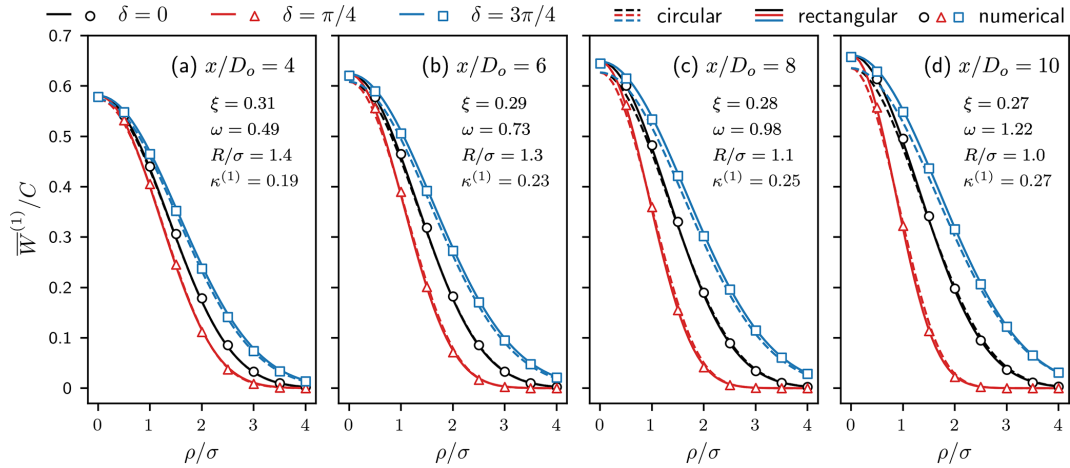 δ = 0 δ = π/4 δ = 3π/4 circular rectangular numerical
(a) x/D_o = 4
ξ = 0.31
ω = 0.49
R/σ = 1.4
κ^(1) = 0.19
(b) x/D_o = 6
ξ = 0.29
ω = 0.73
R/σ = 1.3
κ^(1) = 0.23
(c) x/D_o = 8
ξ = 0.28
ω = 0.98
R/σ = 1.1
κ^(1) = 0.25
(d) x/D_o = 10
ξ = 0.27
ω = 1.22
R/σ = 1.0
κ^(1) = 0.27
W̅^(1)/C
0.7
0.6
0.5
0.4
0.3
0.2
0.1
0
0 1 2 3 4
0 1 2 3 4
0 1 2 3 4
0 1 2 3 4
ρ/σ
ρ/σ
ρ/σ
ρ/σ